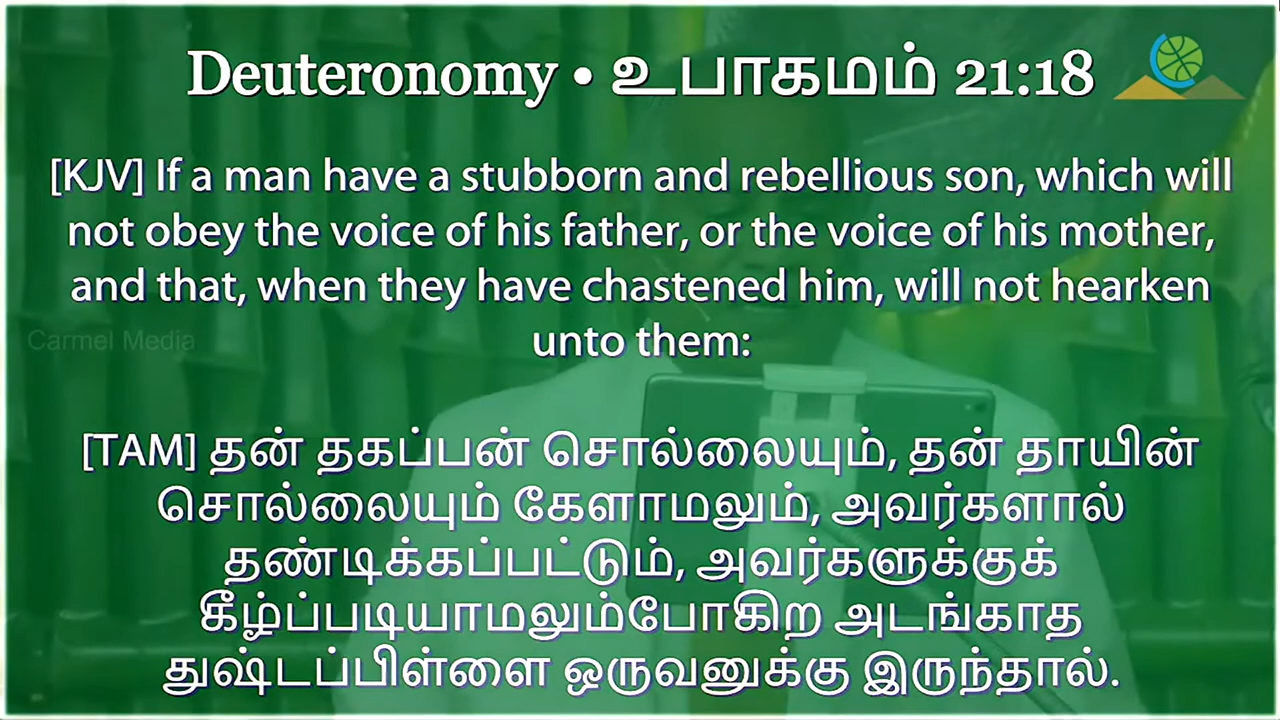 Deuteronomy • உபாகமம் 21:18
[KJV] If a man have a stubborn and rebellious son, which will
not obey the voice of his father, or the voice of his mother,
and that, when they have chastened him, will not hearken
unto them:
Carmel Media
[TAM] தன் தகப்பன் சொல்லையும், தன் தாயின்
சொல்லையும் கேளாமலும், அவர்களால்
தண்டிக்கப்பட்டும், அவர்களுக்குக்
கீழ்ப்படியாமலும்போகிற அடங்காத
துஷ்டப்பிள்ளை ஒருவனுக்கு இருந்தால்.